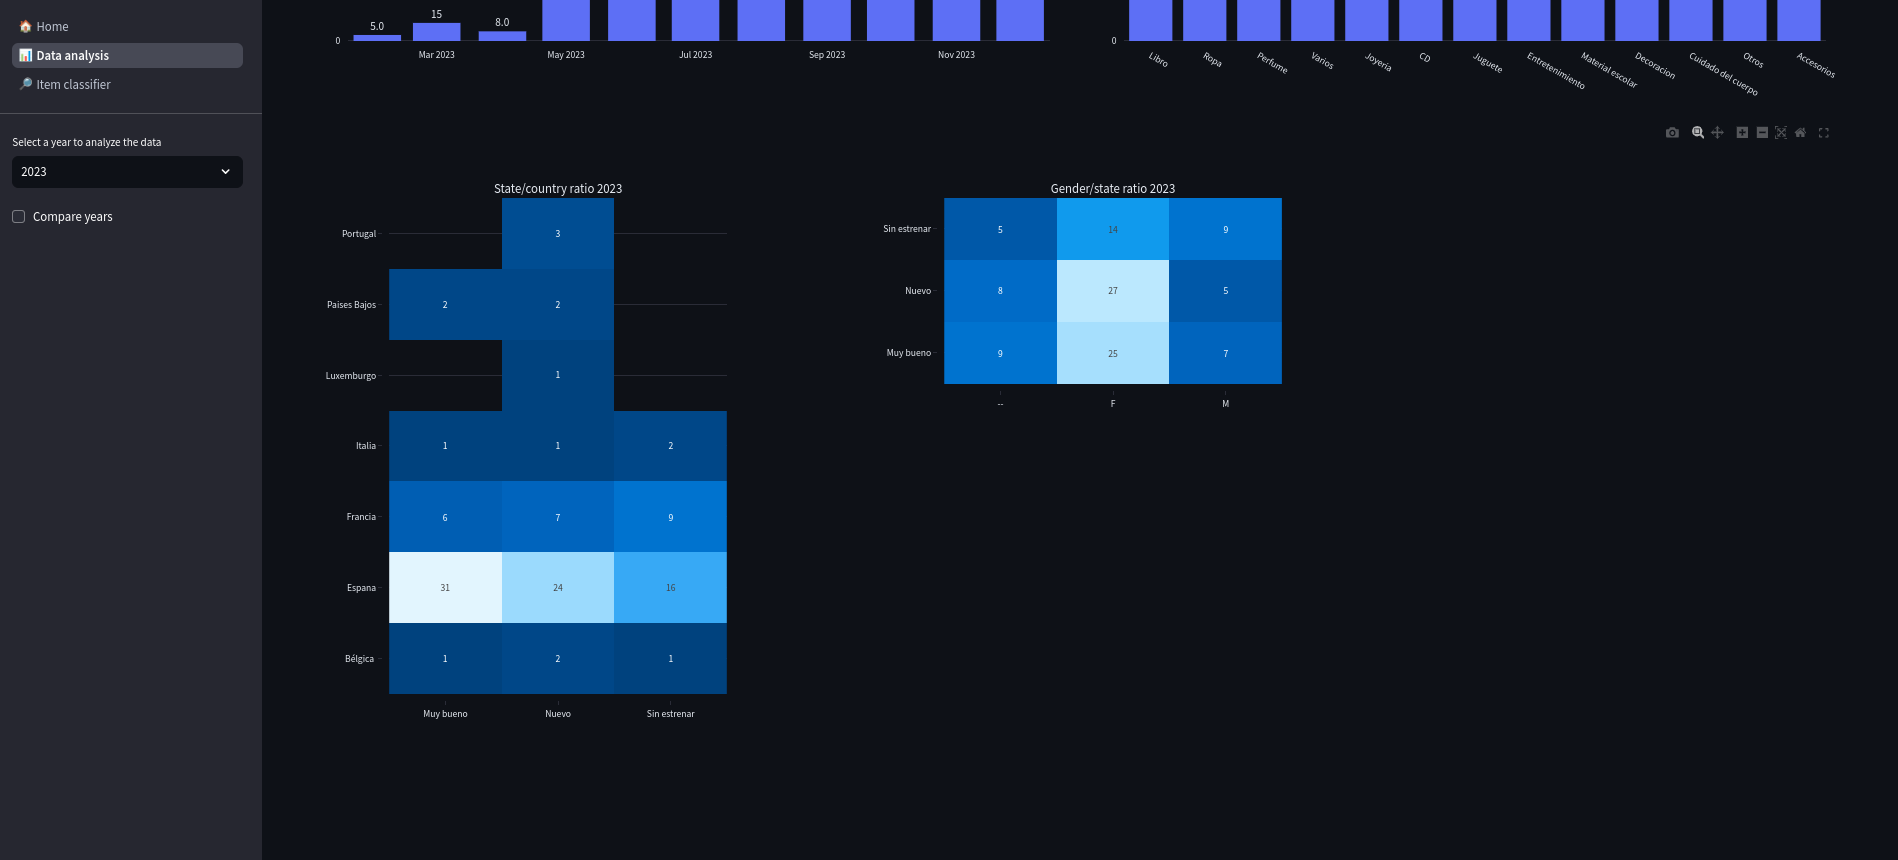 🏠 Home
📊 Data analysis
🔎 Item classifier
Select a year to analyze the data
2023
Compare years
5.0
15
8.0
0
Mar 2023
May 2023
Jul 2023
Sep 2023
Nov 2023
0
Libro
Ropa
Perfume
Varios
Joyeria
CD
Juguete
Entretenimiento
Material escolar
Decoracion
Cuidado del cuerpo
Otros
Accesorios
State/country ratio 2023
Portugal
3
Paises Bajos
2
2
Luxemburgo
1
Italia
1
1
2
Francia
6
7
9
Espana
31
24
16
Bélgica
1
2
1
Muy bueno
Nuevo
Sin estrenar
Gender/state ratio 2023
Sin estrenar
5
14
9
Nuevo
8
27
5
Muy bueno
9
25
7
--
F
M